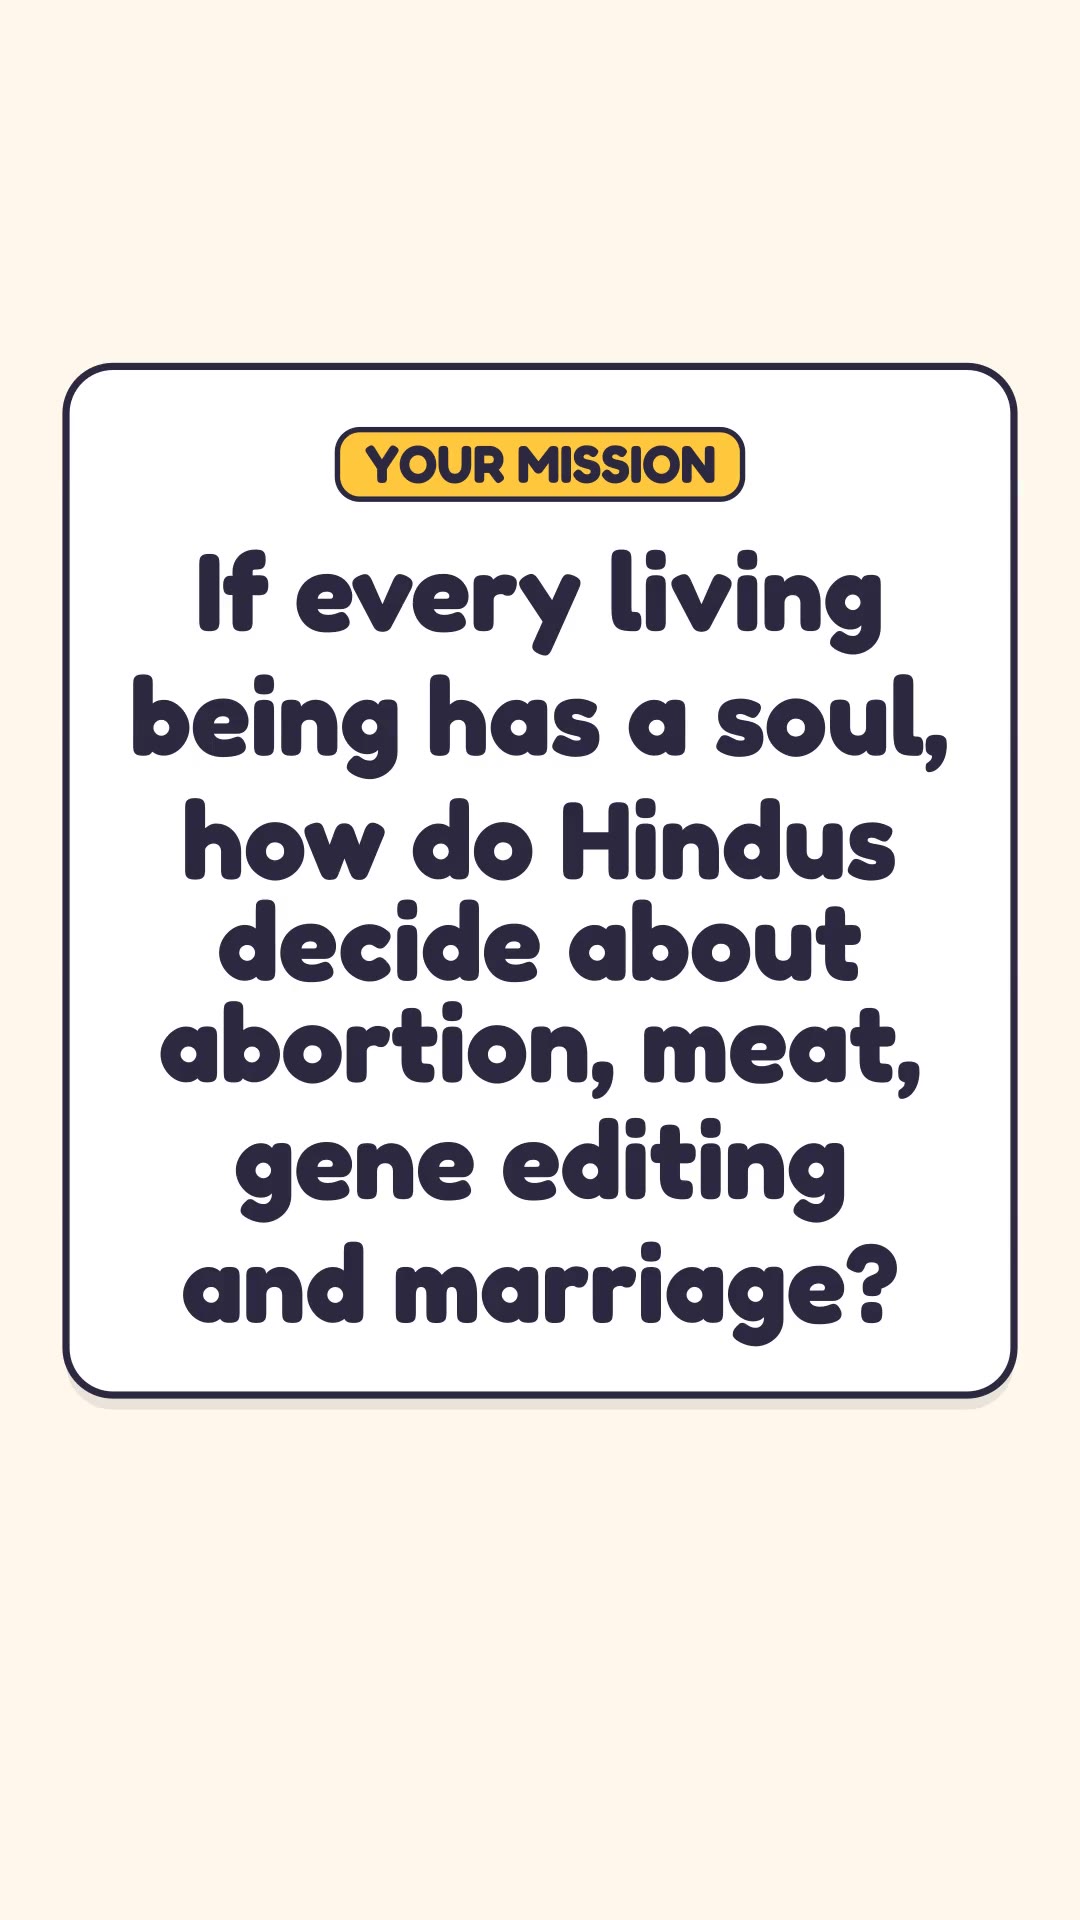 YOUR MISSION
If every living
being has a soul,
how do Hindus
decide about
abortion, meat,
gene editing
and marriage?